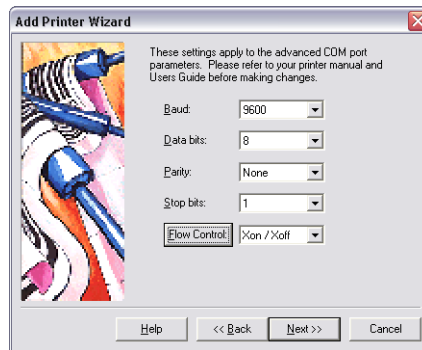 Add Printer Wizard
These settings apply to the advanced COM port
parameters. Please refer to your printer manual and
Users Guide before making changes.
Baud: 9600
Data bits: 8
Parity: None
Stop bits: 1
Flow Control: Xon / Xoff
Help << Back Next >> Cancel